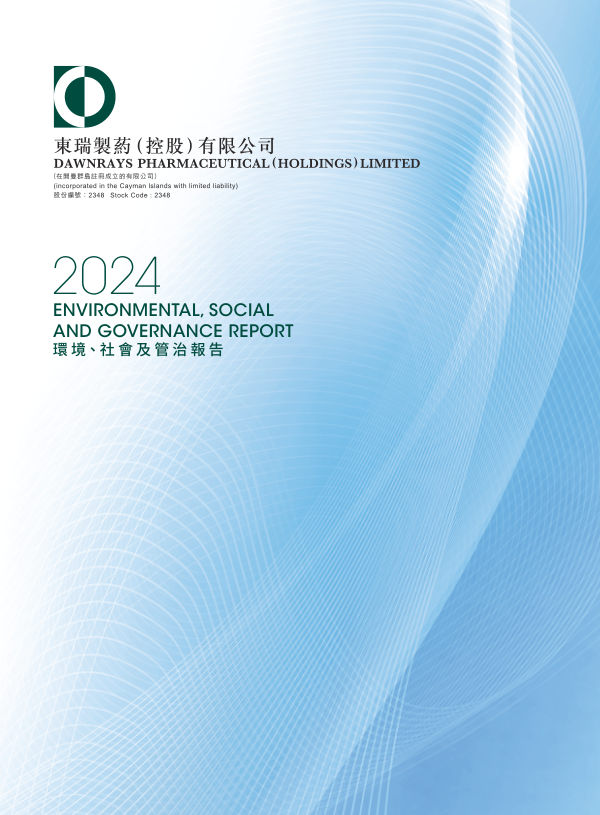 東瑞製葯（控股）有限公司
DAWNRAYS PHARMACEUTICAL (HOLDINGS) LIMITED
(在開曼群島註冊成立的有限公司)
(incorporated in the Cayman Islands with limited liability)
股份編號：2348 Stock Code : 2348
2024
ENVIRONMENTAL, SOCIAL
AND GOVERNANCE REPORT
環境、社會及管治報告